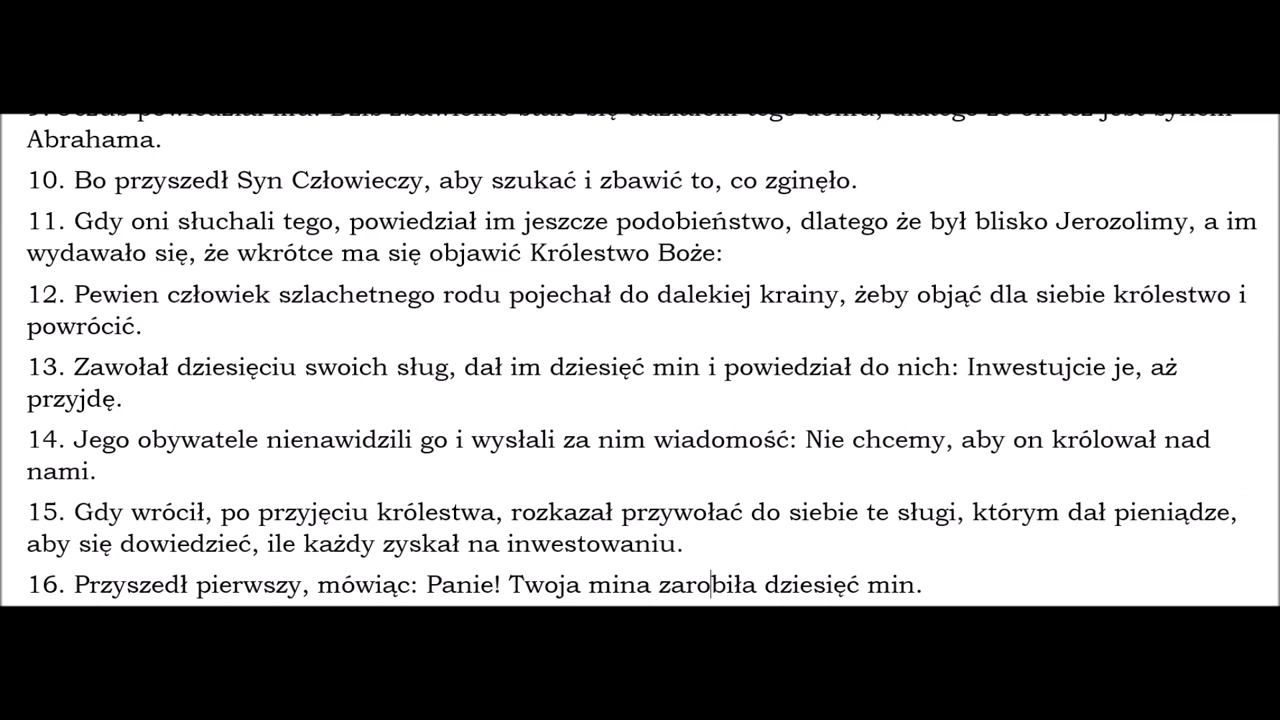 Abrahama.
10. Bo przyszedł Syn Człowieczy, aby szukać i zbawić to, co zginęło.
11. Gdy oni słuchali tego, powiedział im jeszcze podobieństwo, dlatego że był blisko Jerozolimy, a im
wydawało się, że wkrótce ma się objawić Królestwo Boże:
12. Pewien człowiek szlachetnego rodu pojechał do dalekiej krainy, żeby objąć dla siebie królestwo i
powrócić.
13. Zawołał dziesięciu swoich sług, dał im dziesięć min i powiedział do nich: Inwestujcie je, aż
przyjdę.
14. Jego obywatele nienawidzili go i wysłali za nim wiadomość: Nie chcemy, aby on królował nad
nami.
15. Gdy wrócił, po przyjęciu królestwa, rozkazał przywołać do siebie te sługi, którym dał pieniądze,
aby się dowiedzieć, ile każdy zyskał na inwestowaniu.
16. Przyszedł pierwszy, mówiąc: Panie! Twoja mina zarobiła dziesięć min.